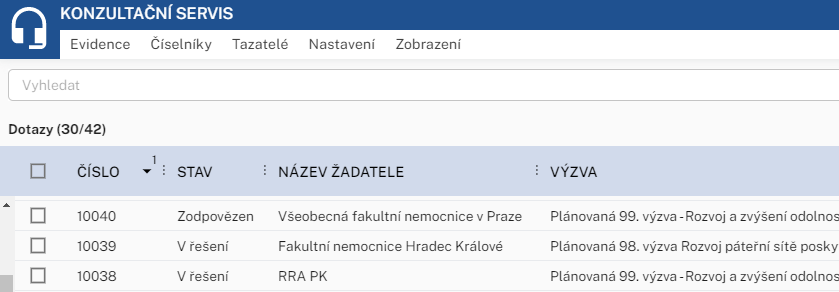 KONZULTAČNÍ SERVIS
Evidence Číselníky Tazatelé Nastavení Zobrazení
Vyhledat
Dotazy (30/42)
ČÍSLO 1 STAV NÁZEV ŽADATELE VÝZVA
10040 Zodpovězen Všeobecná fakultní nemocnice v Praze Plánovaná 99. výzva - Rozvoj a zvýšení odolnos
10039 V řešení Fakultní nemocnice Hradec Králové Plánovaná 98. výzva Rozvoj páteřní sítě posky
10038 V řešení RRA PK Plánovaná 99. výzva - Rozvoj a zvýšení odolnos